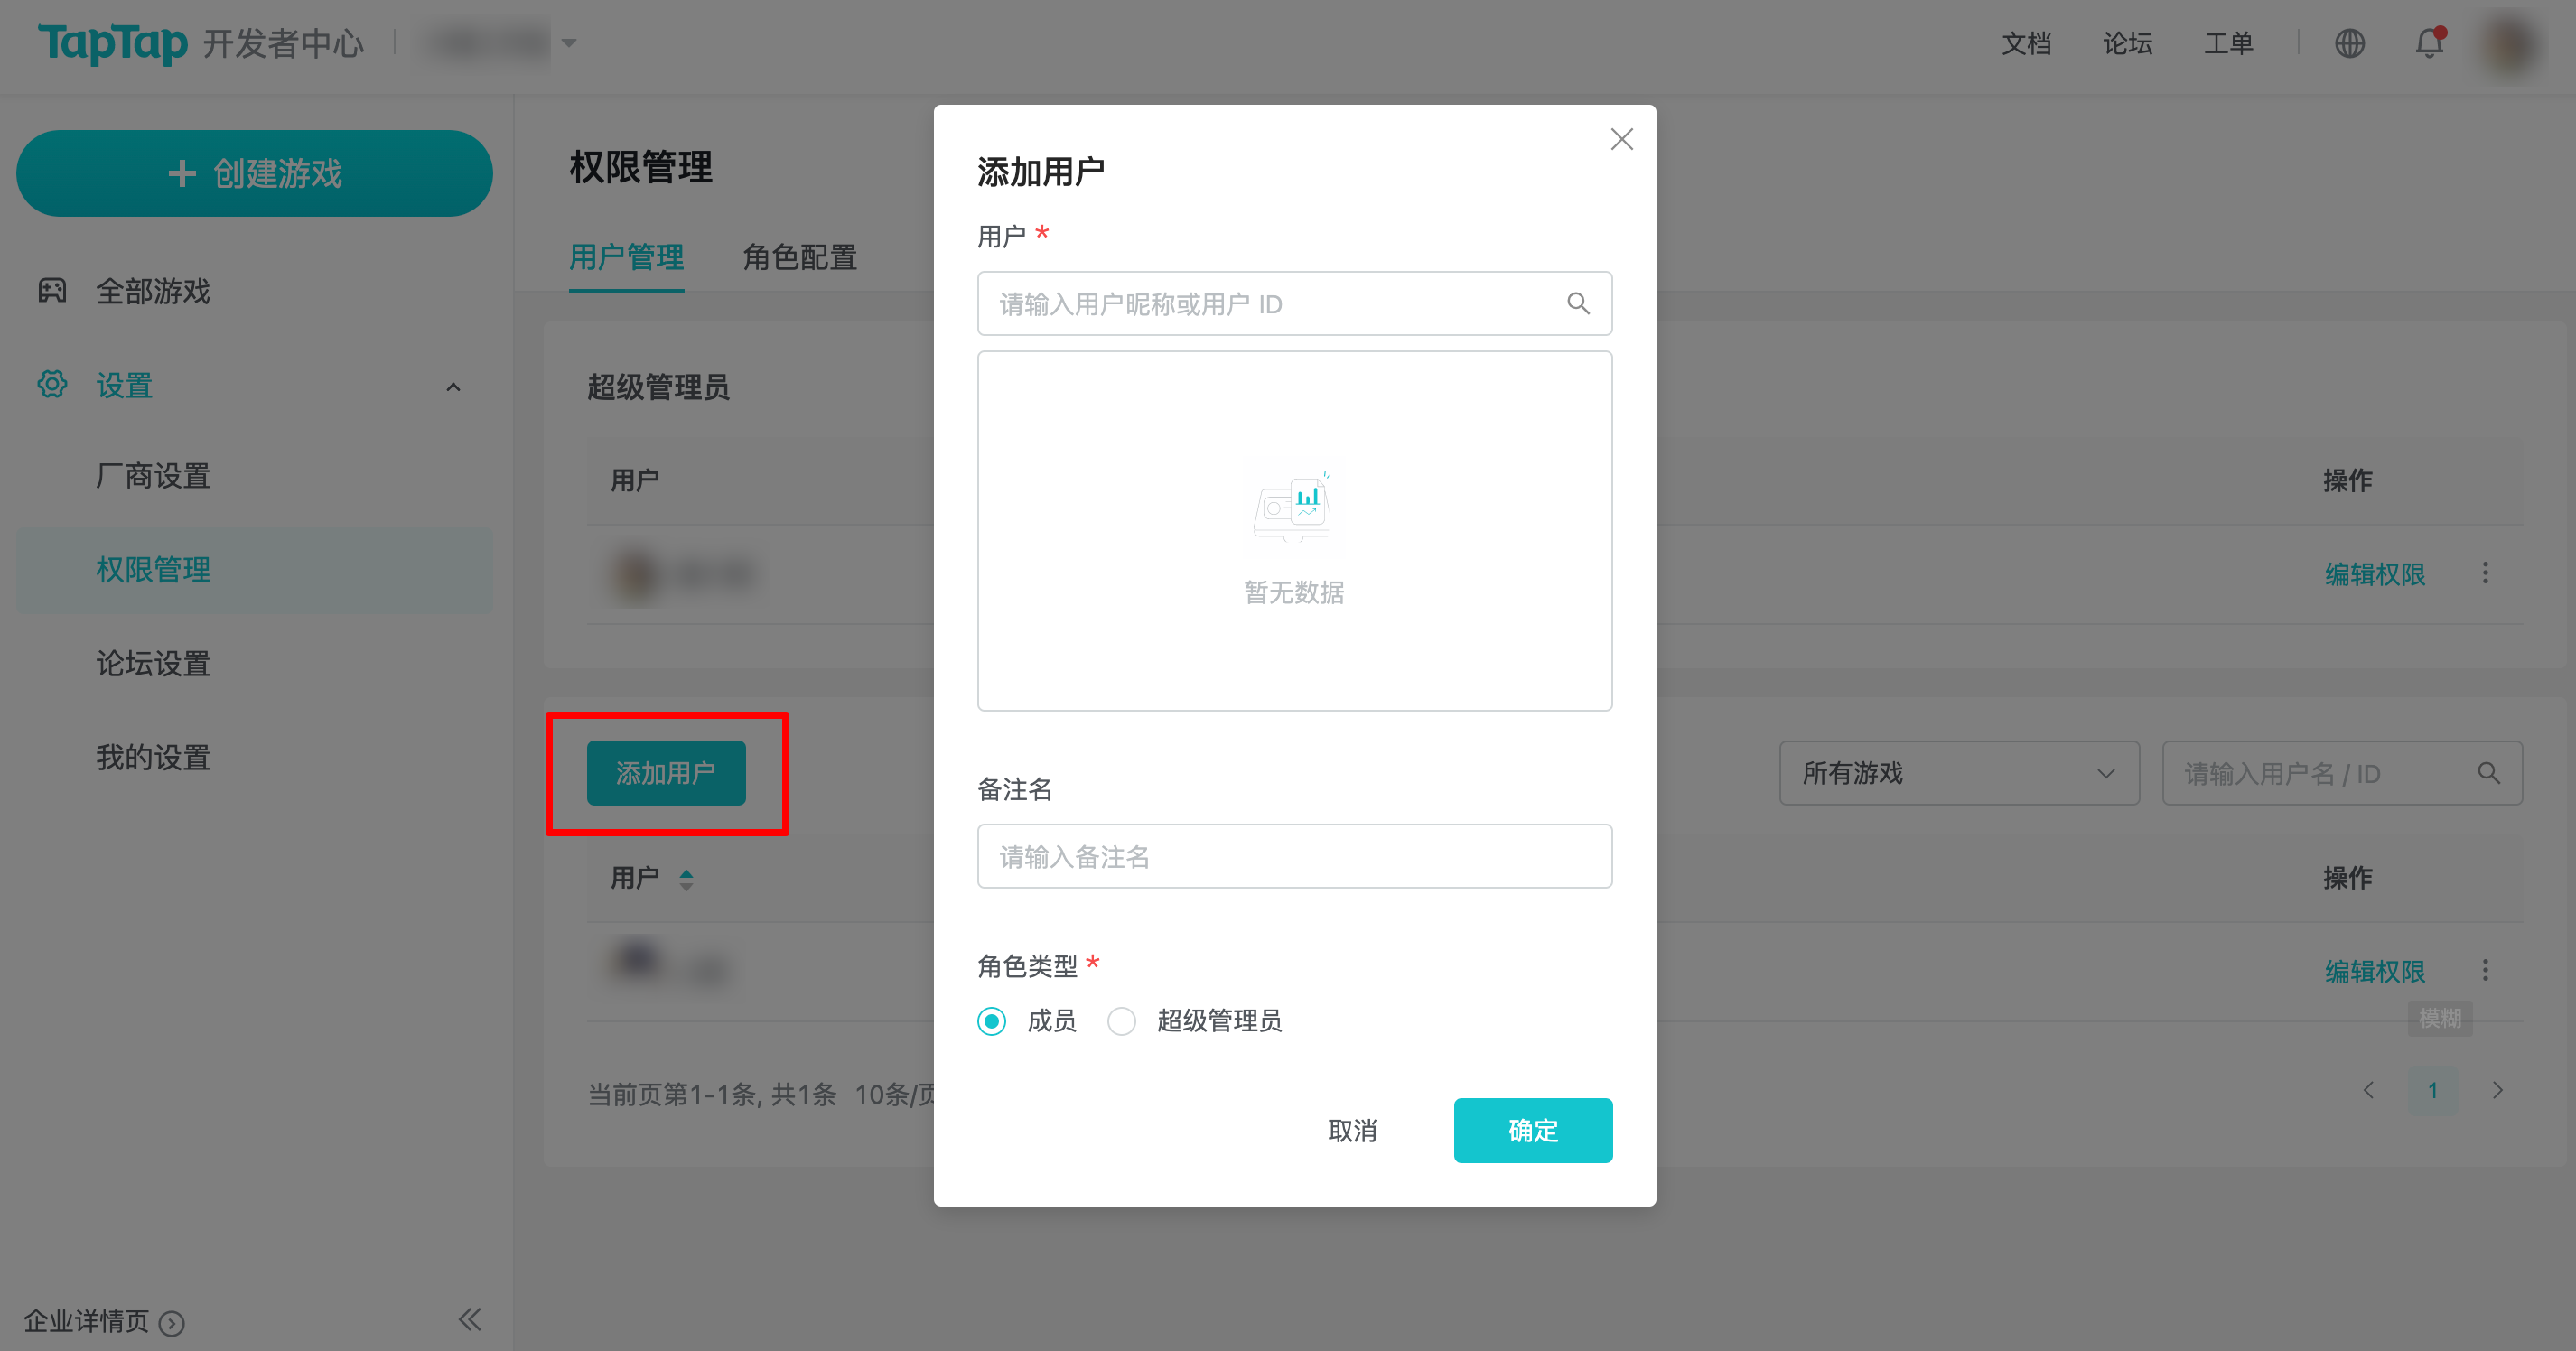 TapTap 开发者中心
文档 论坛 工单
创建游戏
全部游戏
设置
厂商设置
权限管理
论坛设置
我的设置
企业详情页
权限管理
用户管理 角色配置
超级管理员
用户 操作
编辑权限
添加用户
所有游戏 请输入用户名 / ID
用户 操作
编辑权限
模糊
当前页第1-1条, 共1条 10条/页
1
添加用户
用户 *
请输入用户昵称或用户 ID
暂无数据
备注名
请输入备注名
角色类型 *
成员 超级管理员
取消 确定